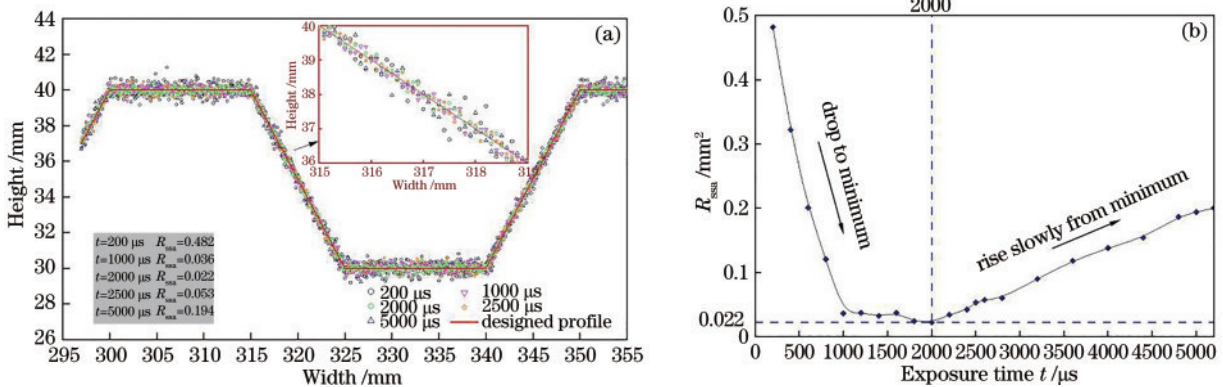 44
42
40
38
36
34
32
30
28
26
Height /mm
295 300 305 310 315 320 325 330 335 340 345 350 355
Width /mm
(a)
40
39
38
37
36
Height /mm
315 316 317 318 319
Width /mm
t=200 μs Rssa=0.482
t=1000 μs Rssa=0.036
t=2000 μs Rssa=0.022
t=2500 μs Rssa=0.053
t=5000 μs Rssa=0.194
200 μs 1000 μs
2000 μs 2500 μs
5000 μs designed profile
2000
(b)
0.5
0.4
0.3
0.2
0.1
0.022
0
Rssa/mm²
drop to minimum
rise slowly from minimum
0 500 1000 1500 2000 2500 3000 3500 4000 4500 5000
Exposure time t/μs